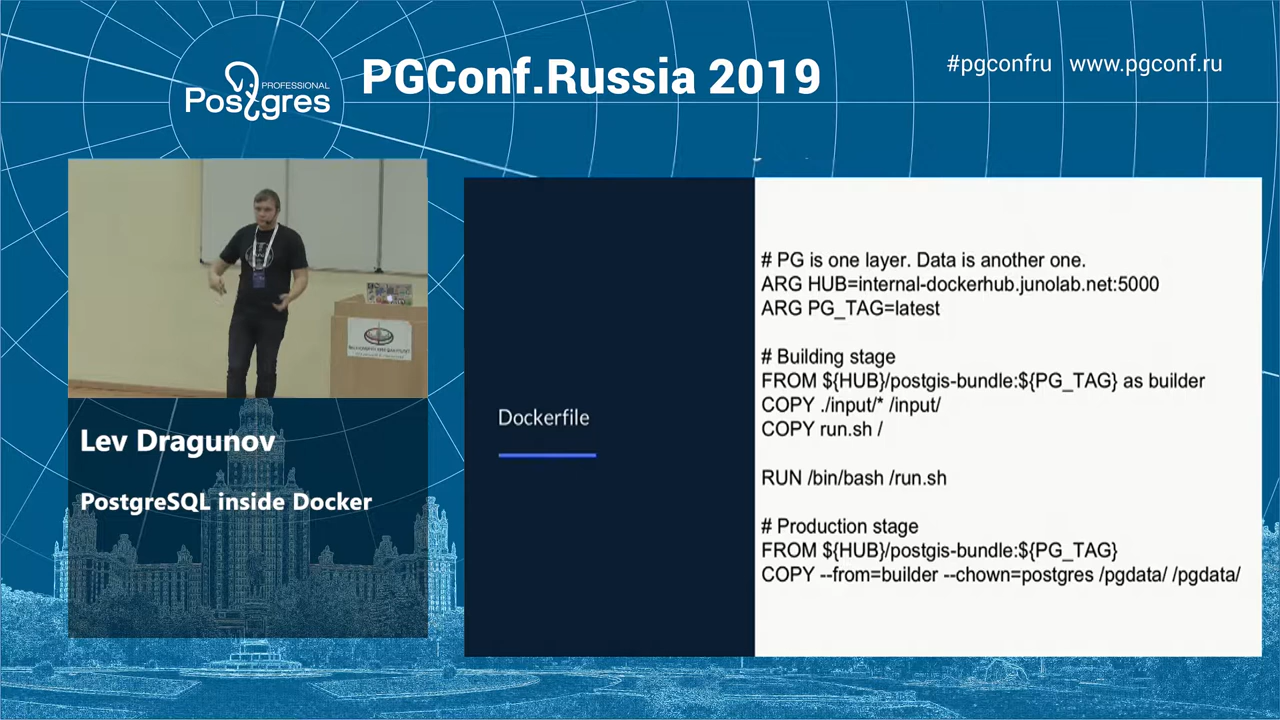 PROFESSIONAL
Postgres
PGConf.Russia 2019
#pgconfru www.pgconf.ru
Lev Dragunov
PostgreSQL inside Docker
Dockerfile
# PG is one layer. Data is another one.
ARG HUB=internal-dockerhub.junolab.net:5000
ARG PG_TAG=latest
# Building stage
FROM ${HUB}/postgis-bundle:${PG_TAG} as builder
COPY ./input/* /input/
COPY run.sh /
RUN /bin/bash /run.sh
# Production stage
FROM ${HUB}/postgis-bundle:${PG_TAG}
COPY --from=builder --chown=postgres /pgdata/ /pgdata/